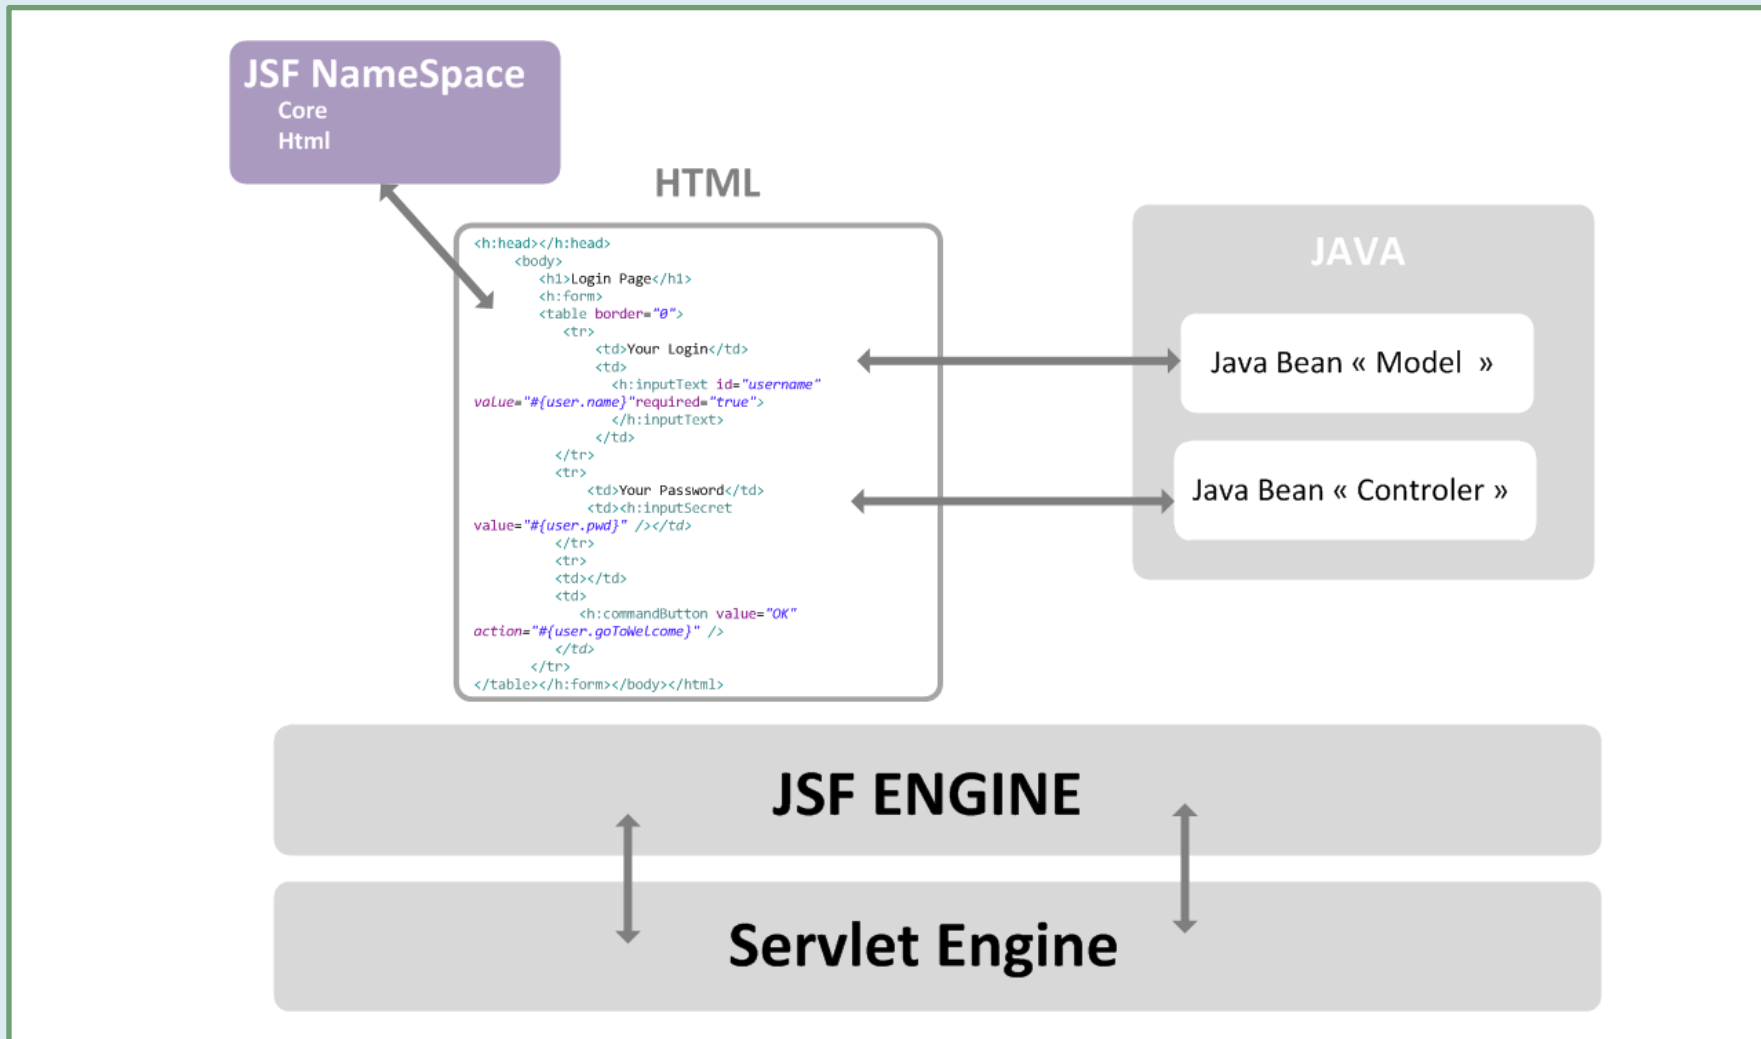 JSF NameSpace
Core
Html
HTML
<h:head></h:head>
<body>
<h1>Login Page</h1>
<h:form>
<table border="0">
<tr>
<td>Your Login</td>
<td>
<h:inputText id="username"
value="#{user.name}"required="true">
</h:inputText>
</td>
</tr>
<tr>
<td>Your Password</td>
<td><h:inputSecret
value="#{user.pwd}" /></td>
</tr>
<tr>
<td></td>
<td>
<h:commandButton value="OK"
action="#{user.goToWelcome}" />
</td>
</tr>
</table></h:form></body></html>
JAVA
Java Bean « Model  »
Java Bean « Controler »
JSF ENGINE
Servlet Engine